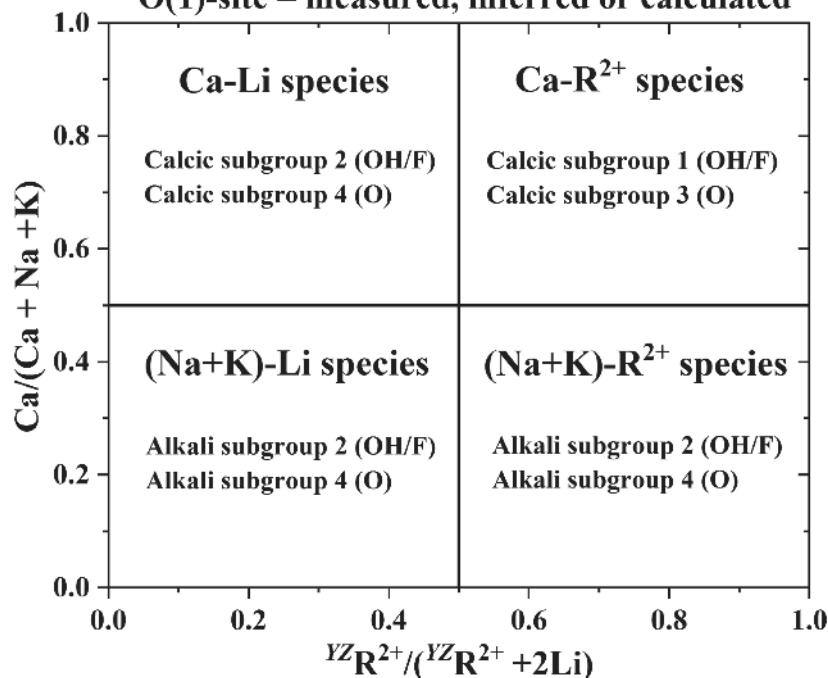 O(1)-site – measured, inferred or calculated
1.0
Ca-Li species
Ca-R²⁺ species
0.8
Calcic subgroup 2 (OH/F)
Calcic subgroup 4 (O)
Calcic subgroup 1 (OH/F)
Calcic subgroup 3 (O)
0.6
Ca/(Ca + Na +K)
0.4
(Na+K)-Li species
(Na+K)-R²⁺ species
Alkali subgroup 2 (OH/F)
Alkali subgroup 4 (O)
Alkali subgroup 2 (OH/F)
Alkali subgroup 4 (O)
0.2
0.0
0.0 0.2 0.4 0.6 0.8 1.0
ʸᶻR²⁺/(ʸᶻR²⁺ +2Li)